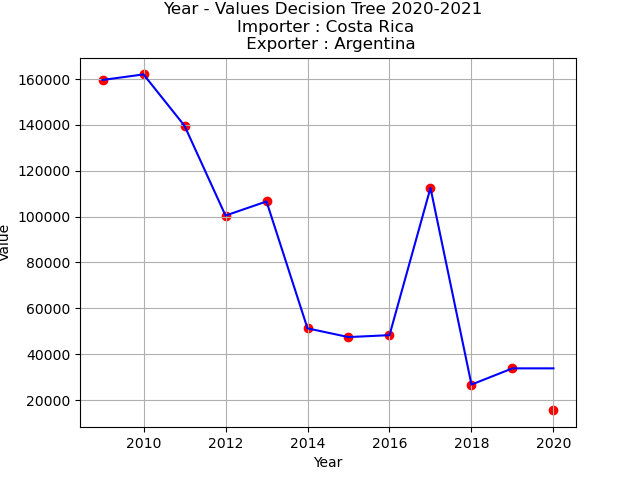 Year - Values Decision Tree 2020-2021
Importer : Costa Rica
Exporter : Argentina
160000
140000
120000
100000
80000
60000
40000
20000
Value
2010 2012 2014 2016 2018 2020
Year